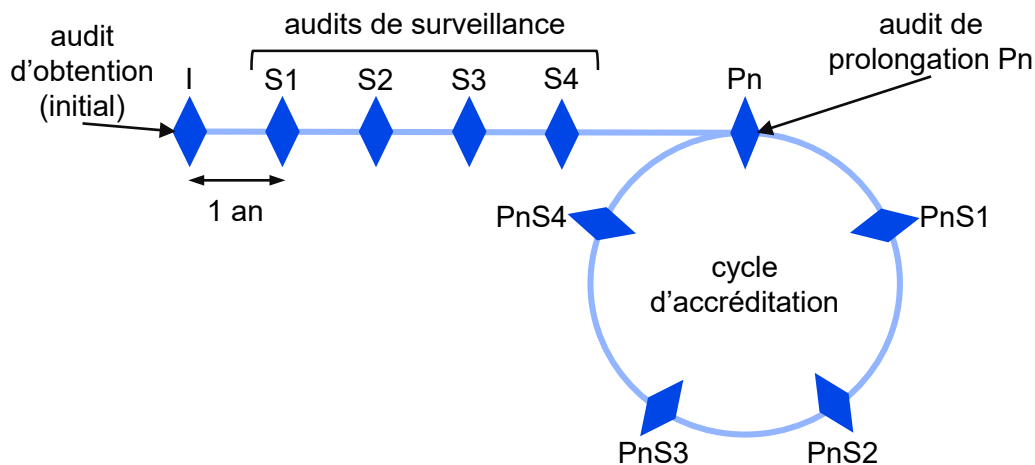 audit
d’obtention
(initial)
audits de surveillance
audit de
prolongation Pn
I
S1
S2
S3
S4
Pn
1 an
PnS4
PnS1
cycle
d’accréditation
PnS3
PnS2